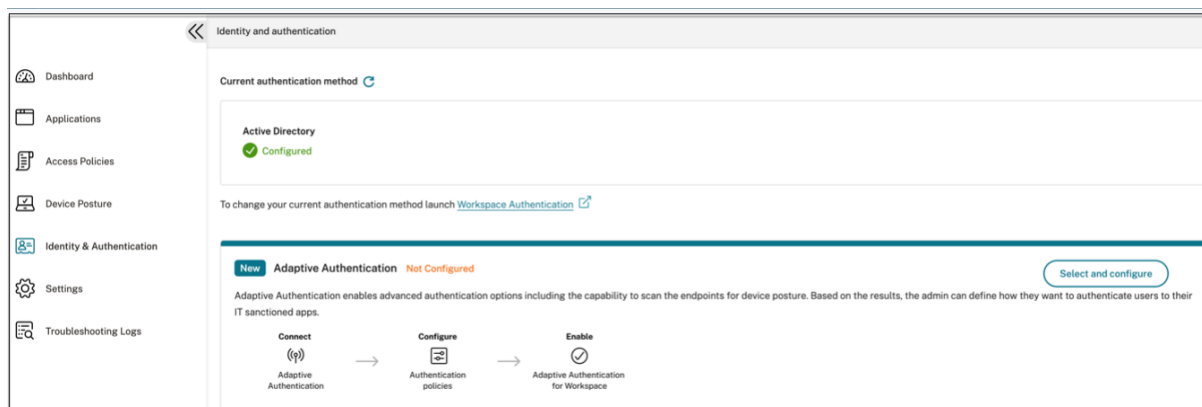 Identity and authentication
Dashboard
Applications
Access Policies
Device Posture
Identity & Authentication
Settings
Troubleshooting Logs
Current authentication method
Active Directory
Configured
To change your current authentication method launch Workspace Authentication
New Adaptive Authentication Not Configured
Select and configure
Adaptive Authentication enables advanced authentication options including the capability to scan the endpoints for device posture. Based on the results, the admin can define how they want to authenticate users to their
IT sanctioned apps.
Connect
Adaptive
Authentication
Configure
Authentication
policies
Enable
Adaptive Authentication
for Workspace